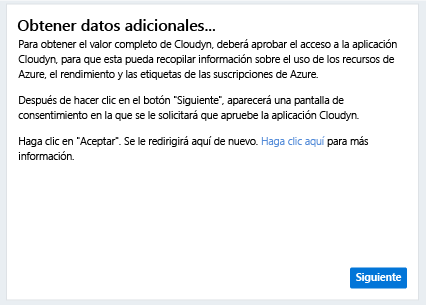 Obtener datos adicionales...
Para obtener el valor completo de Cloudyn, deberá aprobar el acceso a la aplicación
Cloudyn, para que esta pueda recopilar información sobre el uso de los recursos de
Azure, el rendimiento y las etiquetas de las suscripciones de Azure.
Después de hacer clic en el botón "Siguiente", aparecerá una pantalla de
consentimiento en la que se le solicitará que apruebe la aplicación Cloudyn.
Haga clic en "Aceptar". Se le redirigirá aquí de nuevo. Haga clic aquí para más
información.
Siguiente